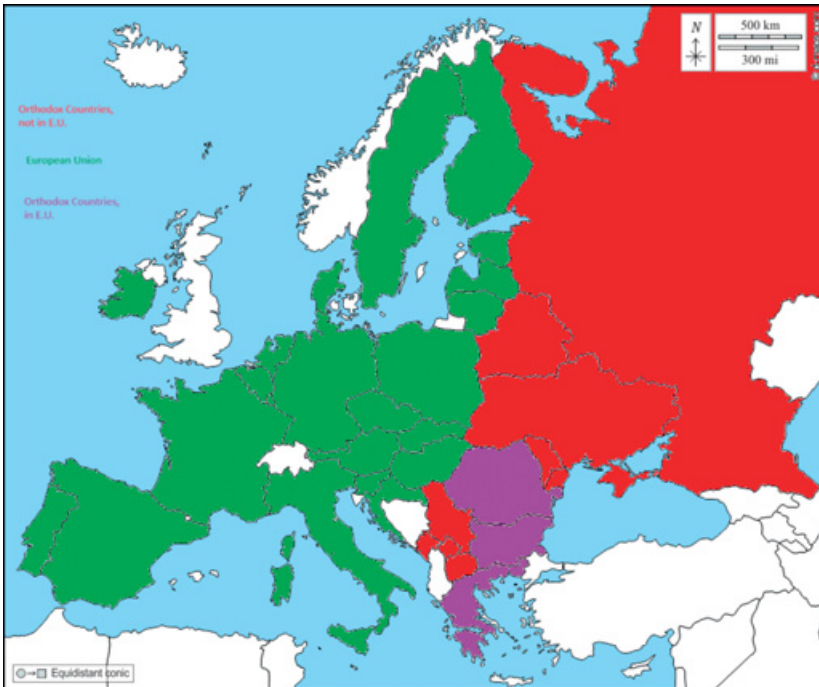 N
500 km
300 mi
Orthodox Countries,
not in E.U.
European Union
Orthodox Countries,
in E.U.
Equidistant conic